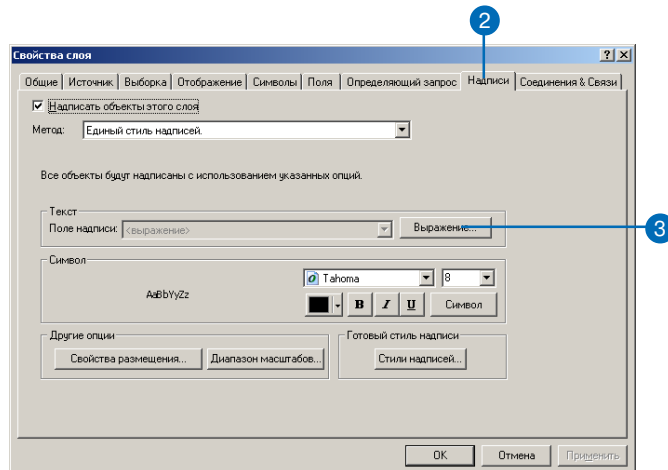 2
Свойства слоя
Общие Источник Выборка Отображение Символы Поля Определяющий запрос Надписи Соединения & Связи
Надписать объекты этого слоя
Метод: Единый стиль надписей.
Все объекты будут надписаны с использованием указанных опций.
Текст
Поле надписи: <выражение> Выражение... 3
Символ
AaBbYyZz Tahoma 8
B I U Символ
Другие опции Готовый стиль надписи
Свойства размещения... Диапазон масштабов... Стили надписей...
OK Отмена Применить